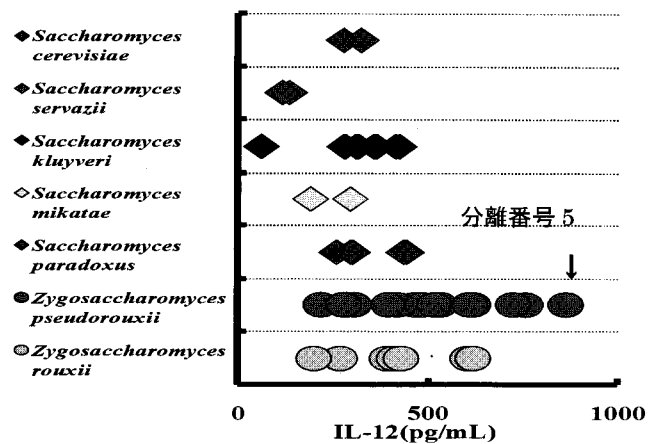 Saccharomyces
cerevisiae
Saccharomyces
servazii
Saccharomyces
kluyveri
Saccharomyces
mikatae
分離番号 5
Saccharomyces
paradoxus
Zygosaccharomyces
pseudorouxii
Zygosaccharomyces
rouxii
0 500 1000
IL-12(pg/mL)